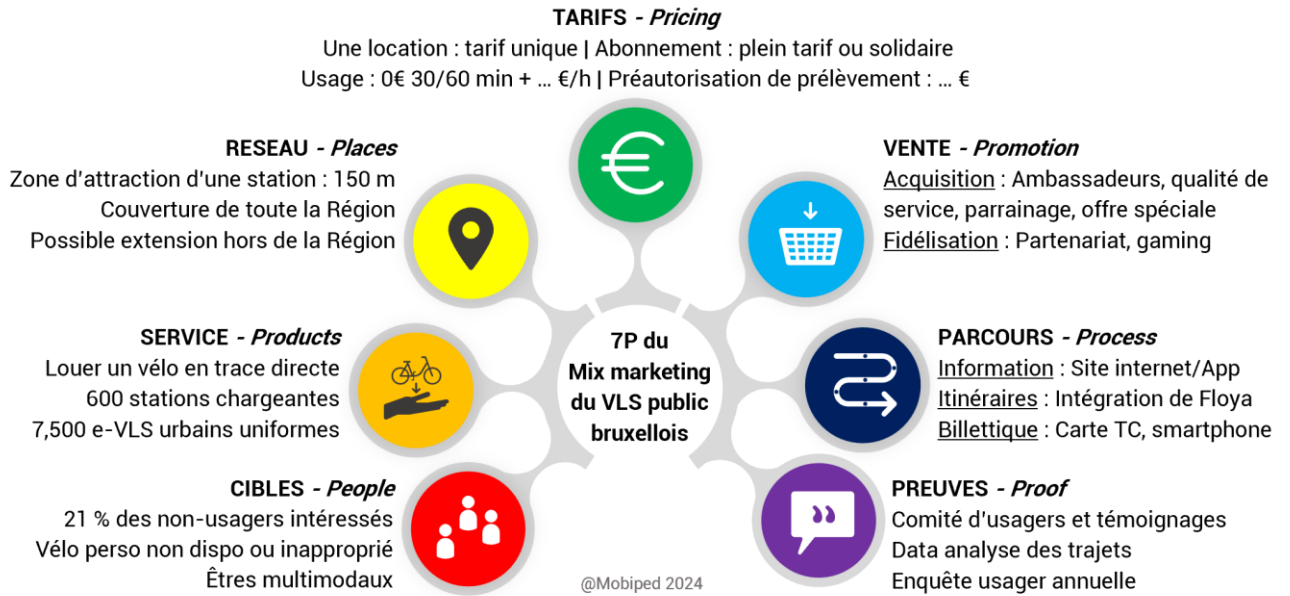 TARIFS - Pricing
Une location : tarif unique | Abonnement : plein tarif ou solidaire
Usage : 0€ 30/60 min + ... €/h | Préautorisation de prélèvement : ... €
RESEAU - Places
Zone d'attraction d'une station : 150 m
Couverture de toute la Région
Possible extension hors de la Région
VENTE - Promotion
Acquisition : Ambassadeurs, qualité de
service, parrainage, offre spéciale
Fidélisation : Partenariat, gaming
SERVICE - Products
Louer un vélo en trace directe
600 stations chargeantes
7,500 e-VLS urbains uniformes
7P du
Mix marketing
du VLS public
bruxellois
PARCOURS - Process
Information : Site internet/App
Itinéraires : Intégration de Floya
Billettique : Carte TC, smartphone
CIBLES - People
21 % des non-usagers intéressés
Vélo perso non dispo ou inapproprié
Êtres multimodaux
PREUVES - Proof
Comité d'usagers et témoignages
Data analyse des trajets
Enquête usager annuelle
@Mobiped 2024